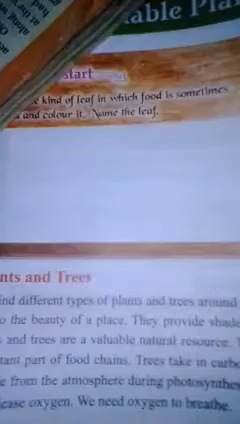 able Pla
start
e kind of leaf in which food is sometimes
and colour it. Name the leaf.
nts and Trees
ind different types of plants and trees around
o the beauty of a place. They provide shade
s and trees are a valuable natural resource.
tant part of food chains. Trees take in carbo
e from the atmosphere during photosynthes
ease oxygen. We need oxygen to breathe.